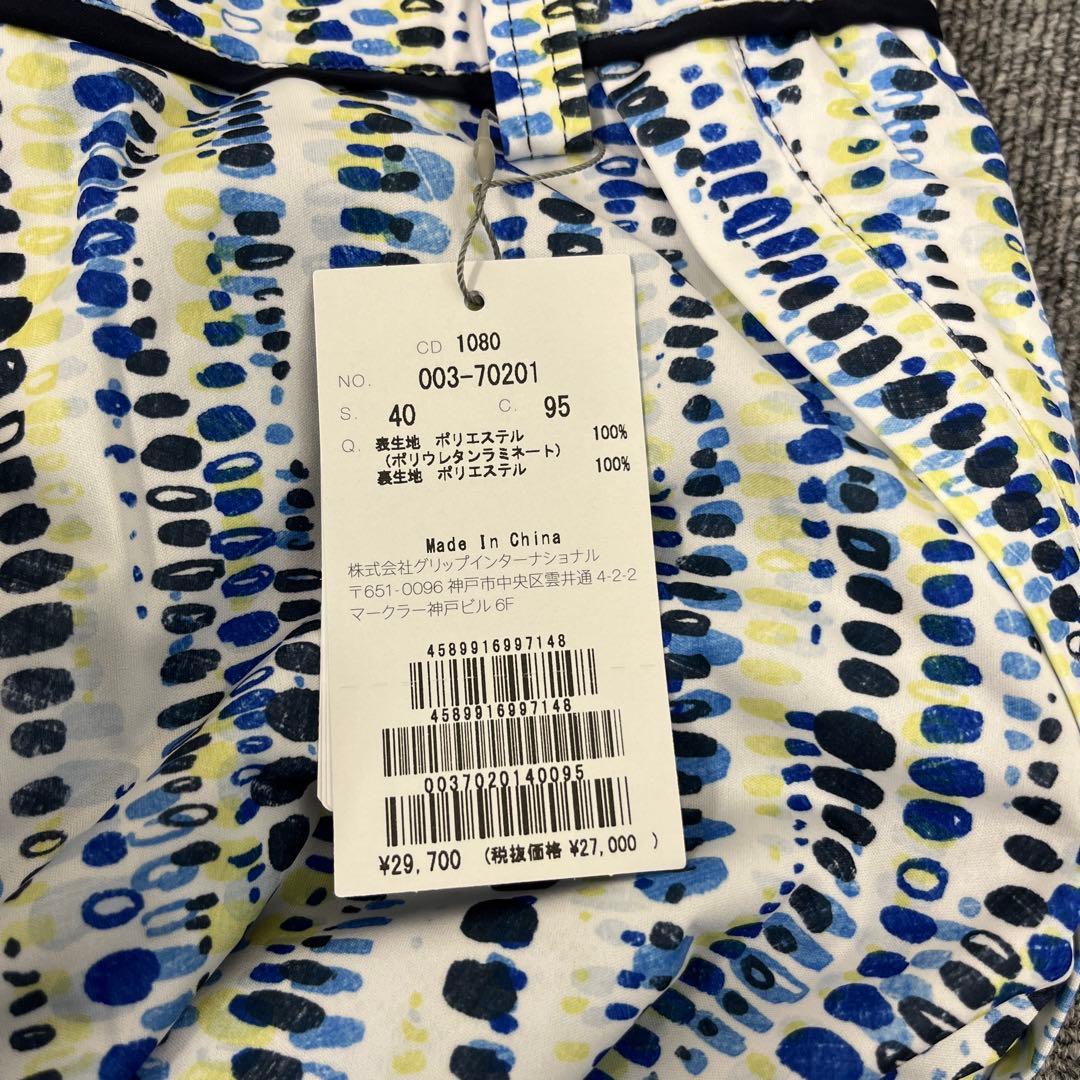 CD 1080
NO. 003-70201
S. 40 C. 95
Q. 表生地 ポリエステル 100%
(ポリウレタンラミネート)
裏生地 ポリエステル 100%
Made In China
株式会社グリップインターナショナル
〒651-0096 神戸市中央区雲井通 4-2-2
マークラー神戸ビル 6F
4589916997148
4589916997148
0037020140095
¥29,700 (税抜価格 ¥27,000 )